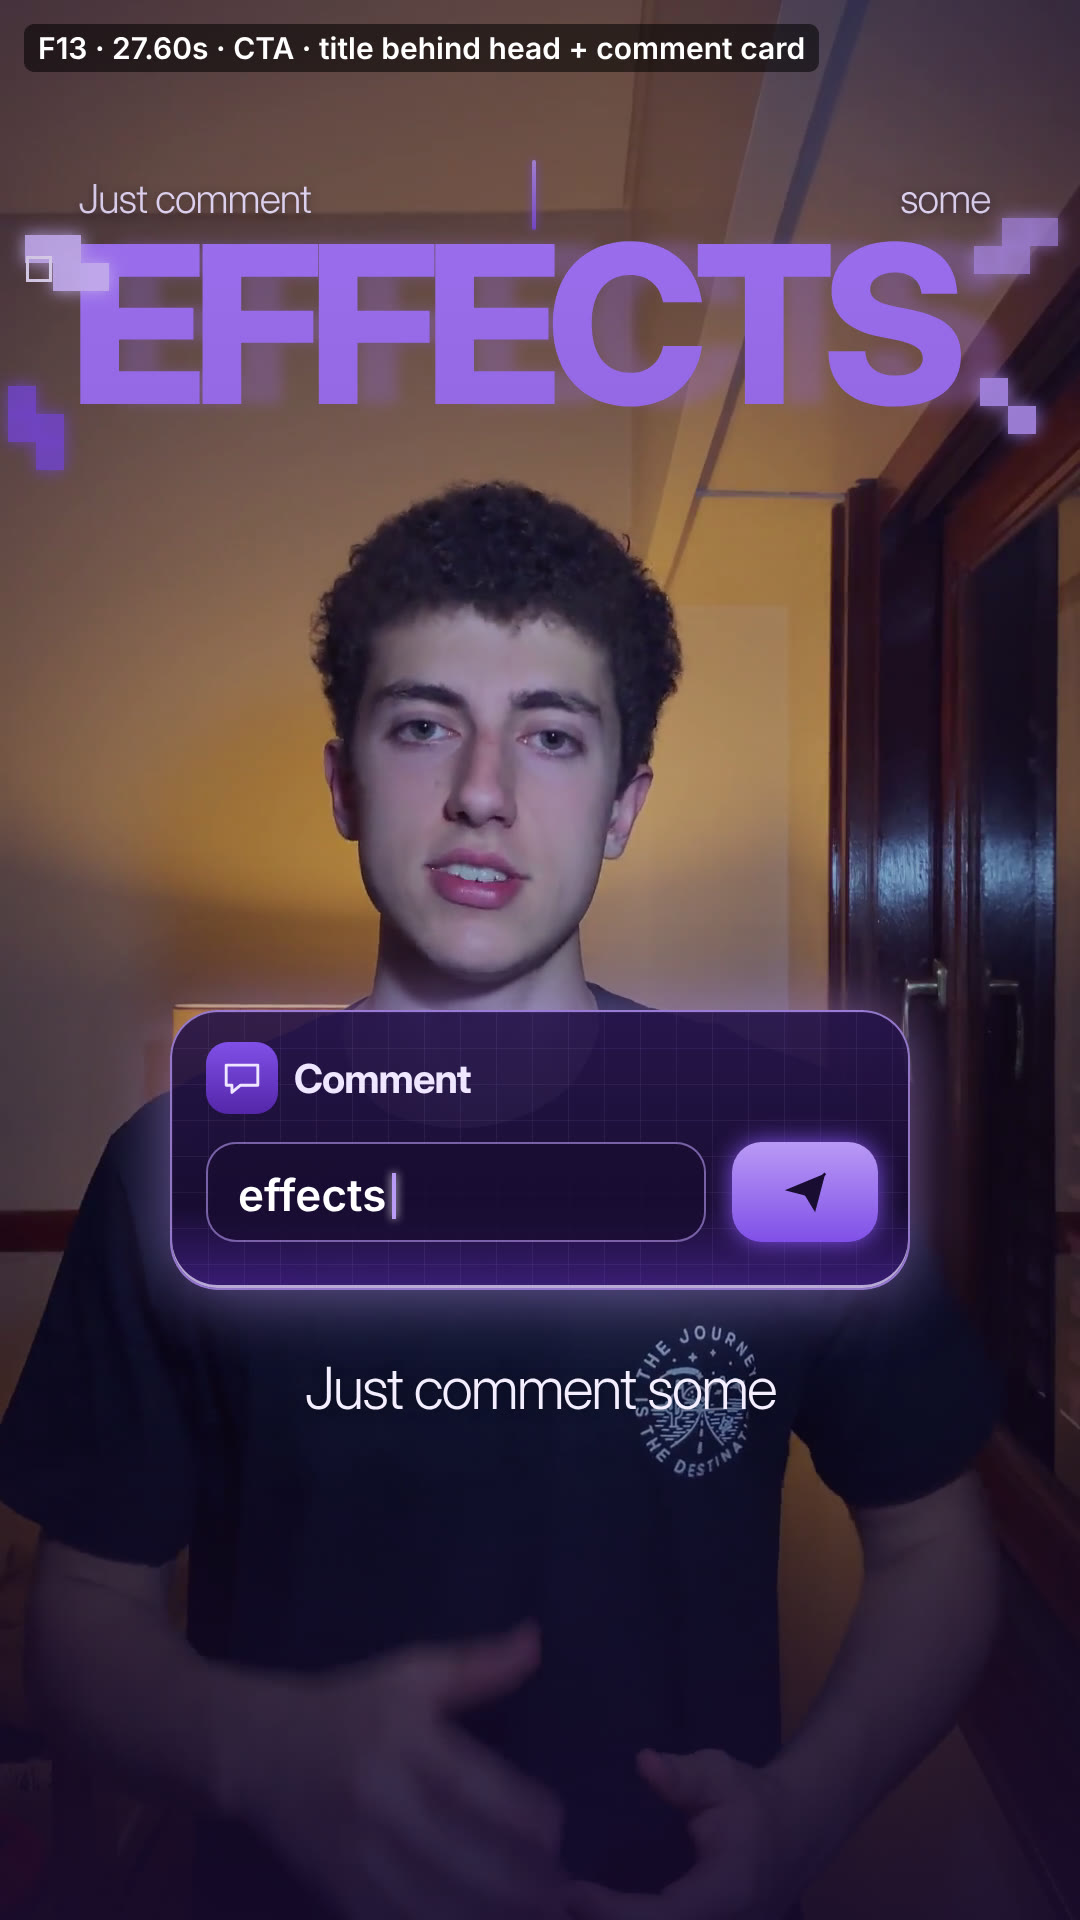 F13 · 27.60s · CTA · title behind head + comment card
Just comment some
EFFECTS
Comment
effects
Just comment some
THE JOURNEY
THE DESTINAT